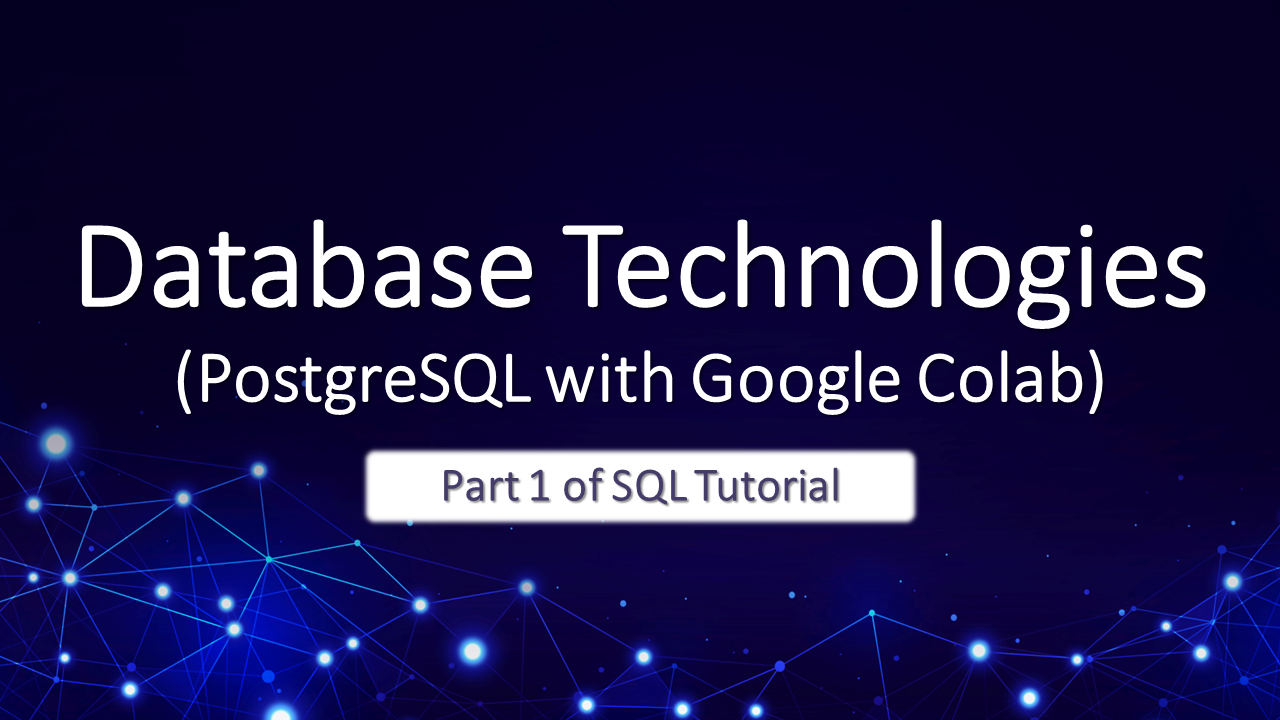 Database Technologies
(PostgreSQL with Google Colab)
Part 1 of SQL Tutorial